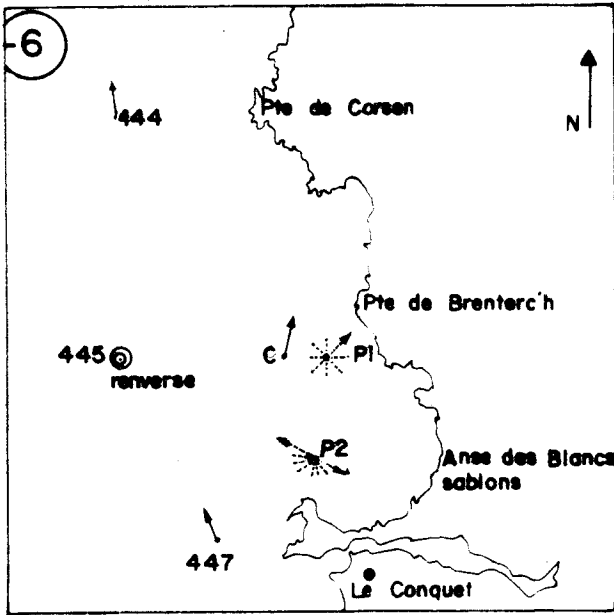 -6
444
Pte de Corsen
N
Pte de Brenterc'h
445
renverse
C
P1
P2
Anse des Blancs
sablons
447
Le Conquet